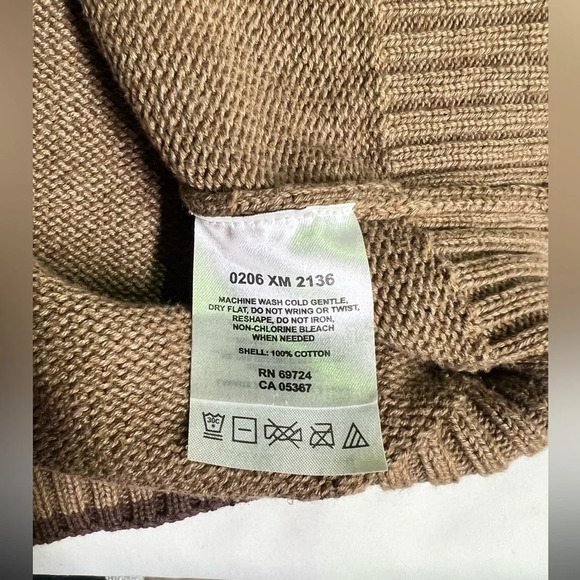 0206 XM 2136
MACHINE WASH COLD GENTLE,
DRY FLAT, DO NOT WRING OR TWIST,
RESHAPE, DO NOT IRON,
NON-CHLORINE BLEACH
WHEN NEEDED
SHELL: 100% COTTON
RN 69724
CA 05367
30C